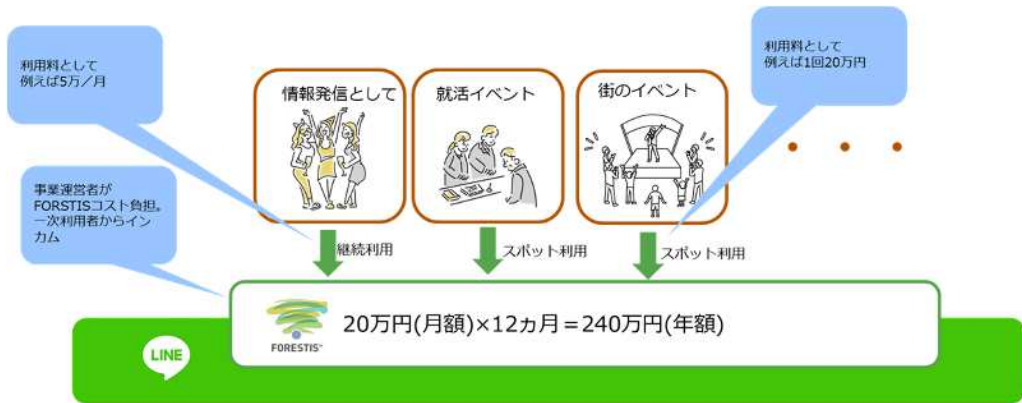 利用料として
例えば5万／月
利用料として
例えば1回20万円
情報発信として
就活イベント
街のイベント
事業運営者が
FORSTISコスト負担。
一次利用者からイン
カム
継続利用
スポット利用
スポット利用
20万円(月額)×12ヵ月＝240万円(年額)
FORESTIS™
LINE